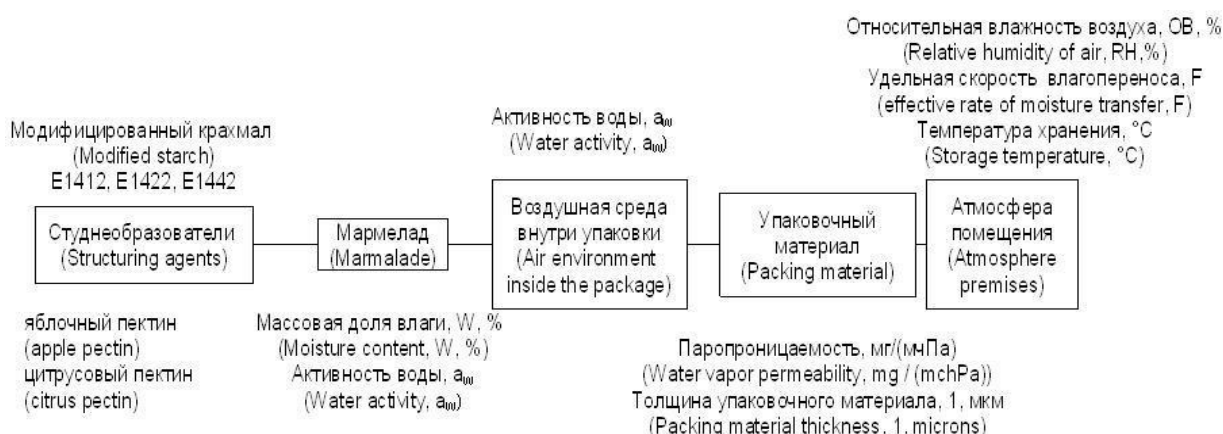 Относительная влажность воздуха, ОВ, %
(Relative humidity of air, RH,%)
Удельная скорость влагопереноса, F
(effective rate of moisture transfer, F)
Температура хранения, °C
(Storage temperature, °C)
Активность воды, aw
(Water activity, aw)
Модифицированный крахмал
(Modified starch)
E1412, E1422, E1442
Студнеобразователи
(Structuring agents)
Мармелад
(Marmalade)
Воздушная среда
внутри упаковки
(Air environment
inside the package)
Упаковочный
материал
(Packing material)
Атмосфера
помещения
(Atmosphere
premises)
яблочный пектин
(apple pectin)
цитрусовый пектин
(citrus pectin)
Массовая доля влаги, W, %
(Moisture content, W, %)
Активность воды, aw
(Water activity, aw)
Паропроницаемость, мг/(мчПа)
(Water vapor permeability, mg / (mchPa))
Толщина упаковочного материала, 1, мкм
(Packing material thickness, 1, microns)